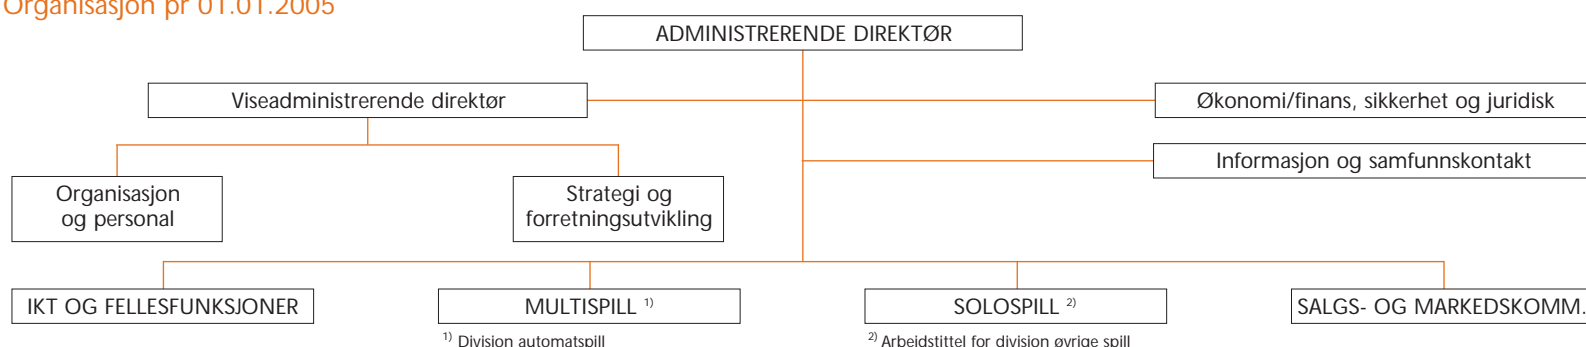 Organisasjon pr 01.01.2005
ADMINISTRERENDE DIREKTØR
Viseadministrerende direktør
Økonomi/finans, sikkerhet og juridisk
Informasjon og samfunnskontakt
Organisasjon
og personal
Strategi og
forretningsutvikling
IKT OG FELLESFUNKSJONER
MULTISPILL 1)
SOLOSPILL 2)
SALGS- OG MARKEDSKOMM.
1) Divisjon automatspill
2) Arbeidstittel for divisjon øvrige spill